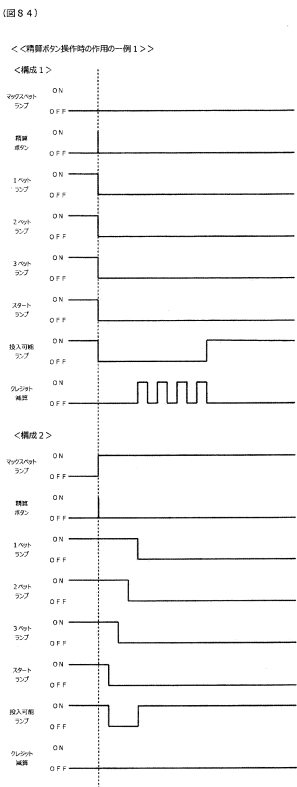 (図84)
<<精算ボタン操作時の作用の一例1>>
<構成1>
マックスベット
ランプ
ON
OFF
精算
ボタン
ON
OFF
1ベット
ランプ
ON
OFF
2ベット
ランプ
ON
OFF
3ベット
ランプ
ON
OFF
スタート
ランプ
ON
OFF
投入可能
ランプ
ON
OFF
クレジット
減算
ON
OFF
<構成2>
マックスベット
ランプ
ON
OFF
精算
ボタン
ON
OFF
1ベット
ランプ
ON
OFF
2ベット
ランプ
ON
OFF
3ベット
ランプ
ON
OFF
スタート
ランプ
ON
OFF
投入可能
ランプ
ON
OFF
クレジット
減算
ON
OFF